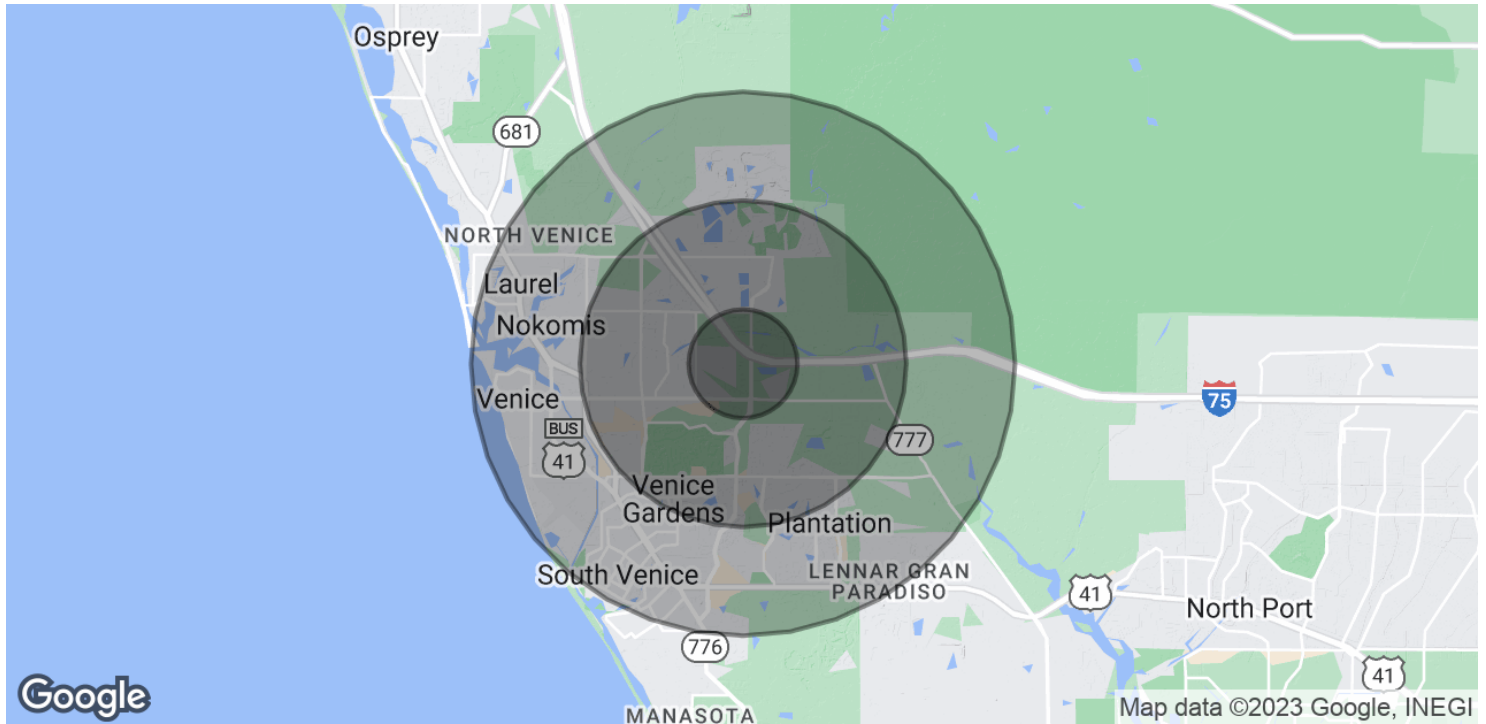 Osprey
681
NORTH VENICE
Laurel
Nokomis
Venice
BUS
41
75
777
Venice
Gardens
Plantation
South Venice
LENNAR GRAN
PARADISO
41
North Port
776
41
MANASOTA
Google
Map data ©2023 Google, INEGI